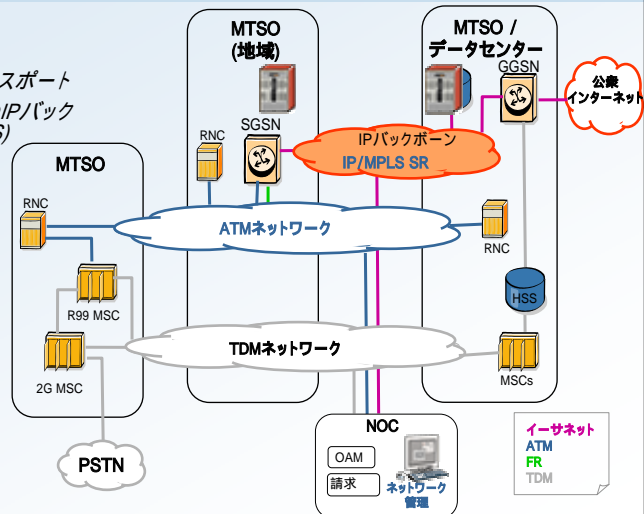 スポート
のIPバック
S)
MTSO
RNC
R99 MSC
2G MSC
PSTN
MTSO
(地域)
RNC
SGSN
MTSO /
データセンター
GGSN
公衆
インターネット
IPバックボーン
IP/MPLS SR
ATMネットワーク
RNC
HSS
TDMネットワーク
MSCs
NOC
OAM
請求
ネットワーク
管理
イーサネット
ATM
FR
TDM